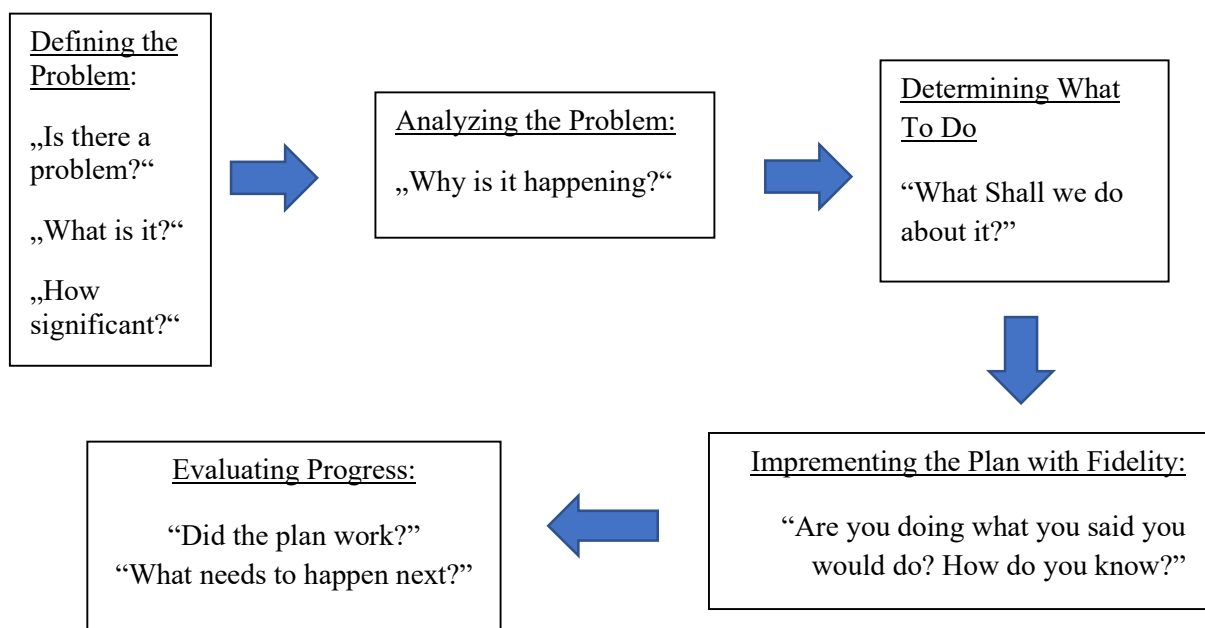 Defining the
Problem:
„Is there a
problem?“
„What is it?“
„How
significant?“
Analyzing the Problem:
„Why is it happening?“
Determining What
To Do
“What Shall we do
about it?”
Imprementing the Plan with Fidelity:
“Are you doing what you said you
would do? How do you know?”
Evaluating Progress:
“Did the plan work?”
“What needs to happen next?”